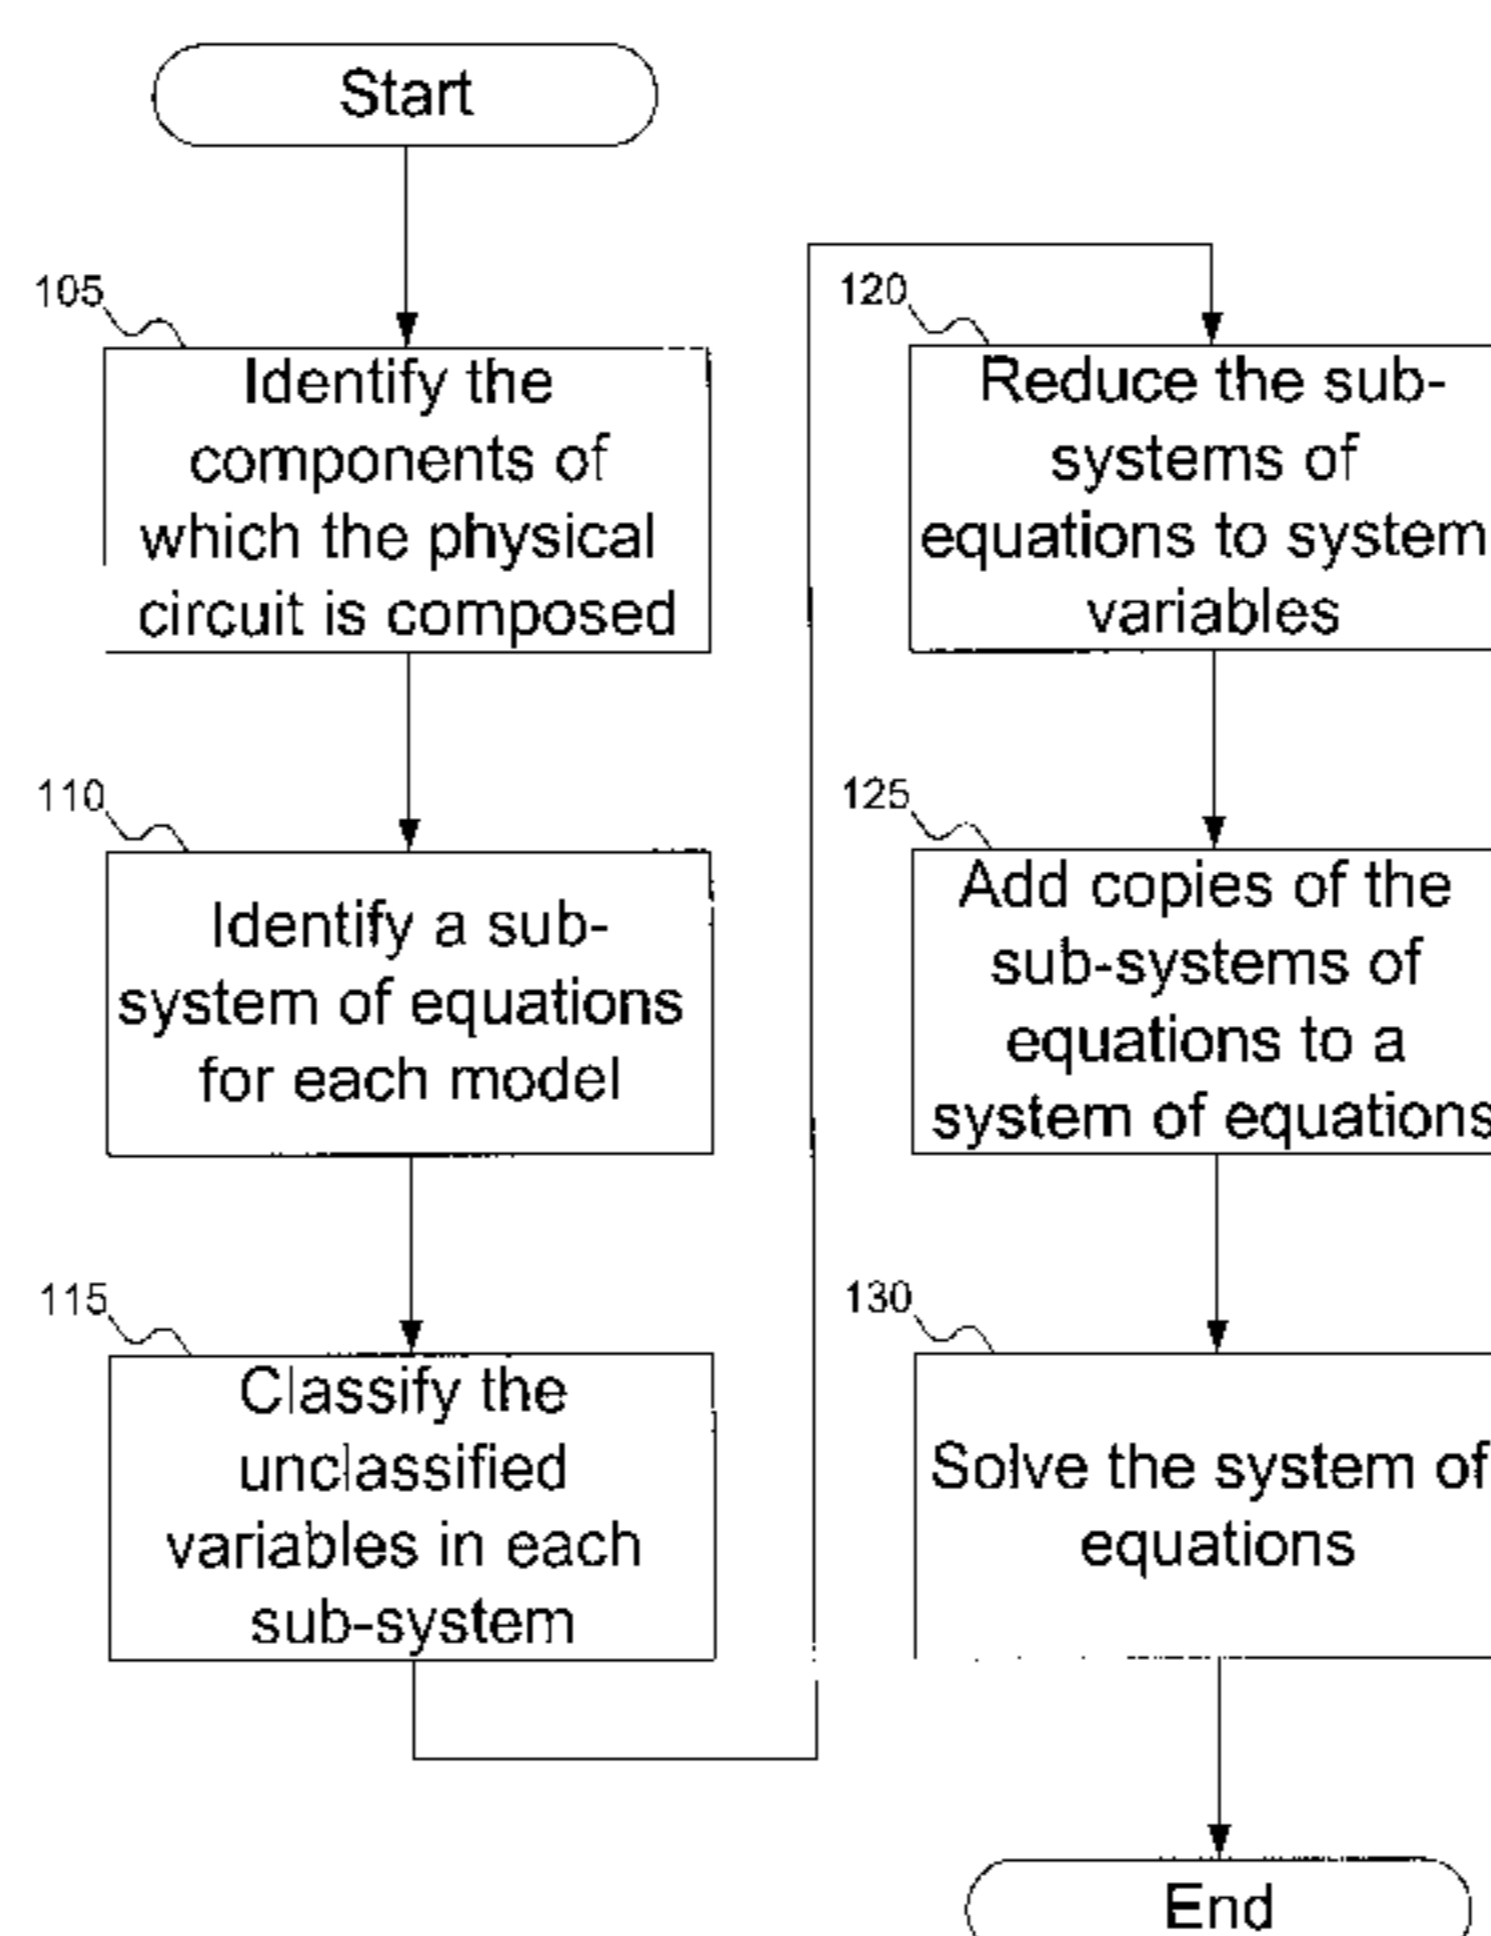 Start
105
Identify the
components of
which the physical
circuit is composed
110
Identify a sub-
system of equations
for each model
115
Classify the
unclassified
variables in each
sub-system
120
Reduce the sub-
systems of
equations to system
variables
125
Add copies of the
sub-systems of
equations to a
system of equations
130
Solve the system of
equations
End